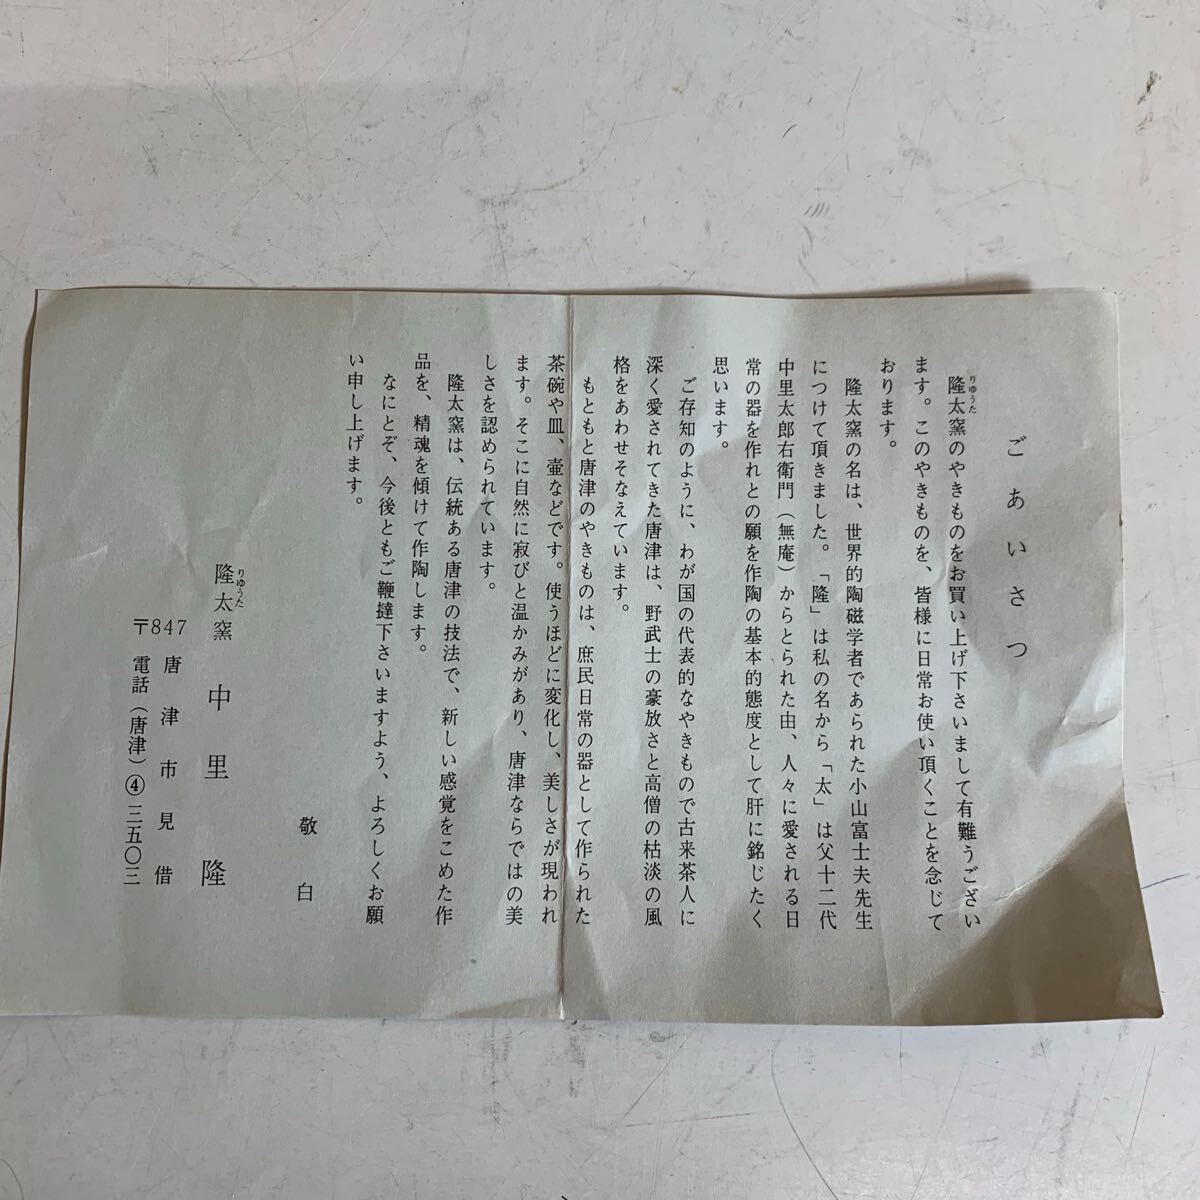 ごあいさつ
隆太窯のやきものをお買い上げ下さいまして有難うござい
りゆうた
ます。このやきものを、皆様に日常お使い頂くことを念じて
おります。
隆太窯の名は、世界的陶磁学者であられた小山富士夫先生
につけて頂きました。「隆」は私の名から「太」は父十二代
中里太郎右衛門（無庵）からとられた由、人々に愛される日
常の器を作れとの願を作陶の基本的態度として肝に銘じたく
思います。
ご存知のように、わが国の代表的なやきもので古来茶人に
深く愛されてきた唐津は、野武士の豪放さと高僧の枯淡の風
格をあわせそなえています。
もともと唐津のやきものは、庶民日常の器として作られた
茶碗や皿、壷などです。使うほどに変化し、美しさが現われ
ます。そこに自然に寂びと温かみがあり、唐津ならではの美
しさを認められています。
隆太窯は、伝統ある唐津の技法で、新しい感覚をこめた作
品を、精魂を傾けて作陶します。
なにとぞ、今後ともご鞭撻下さいますよう、よろしくお願
い申し上げます。
敬白
隆太窯 中里 隆
りゆうた
〒847 唐津市見借
電話（唐津）④三五〇三